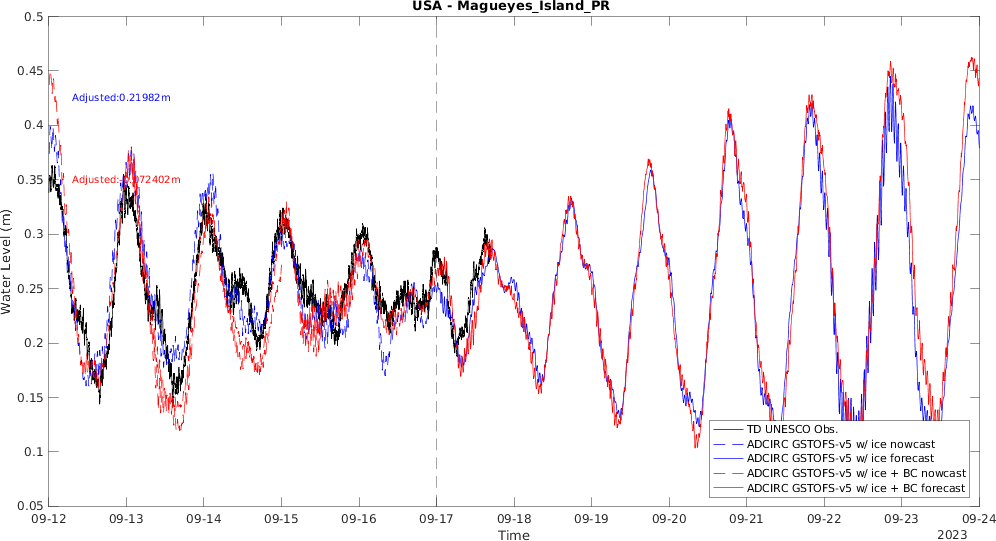 USA - Magueyes_Island_PR
0.5
0.45
0.4
0.35
0.3
0.25
0.2
0.15
0.1
0.05
Water Level (m)
Adjusted:0.21982m
Adjusted:
TD UNESCO Obs.
ADCIRC GSTOFS-v5 w/ ice nowcast
ADCIRC GSTOFS-v5 w/ ice forecast
ADCIRC GSTOFS-v5 w/ ice + BC nowcast
ADCIRC GSTOFS-v5 w/ ice + BC forecast
09-12 09-13 09-14 09-15 09-16 09-17 09-18 09-19 09-20 09-21 09-22 09-23 09-24
Time
2023